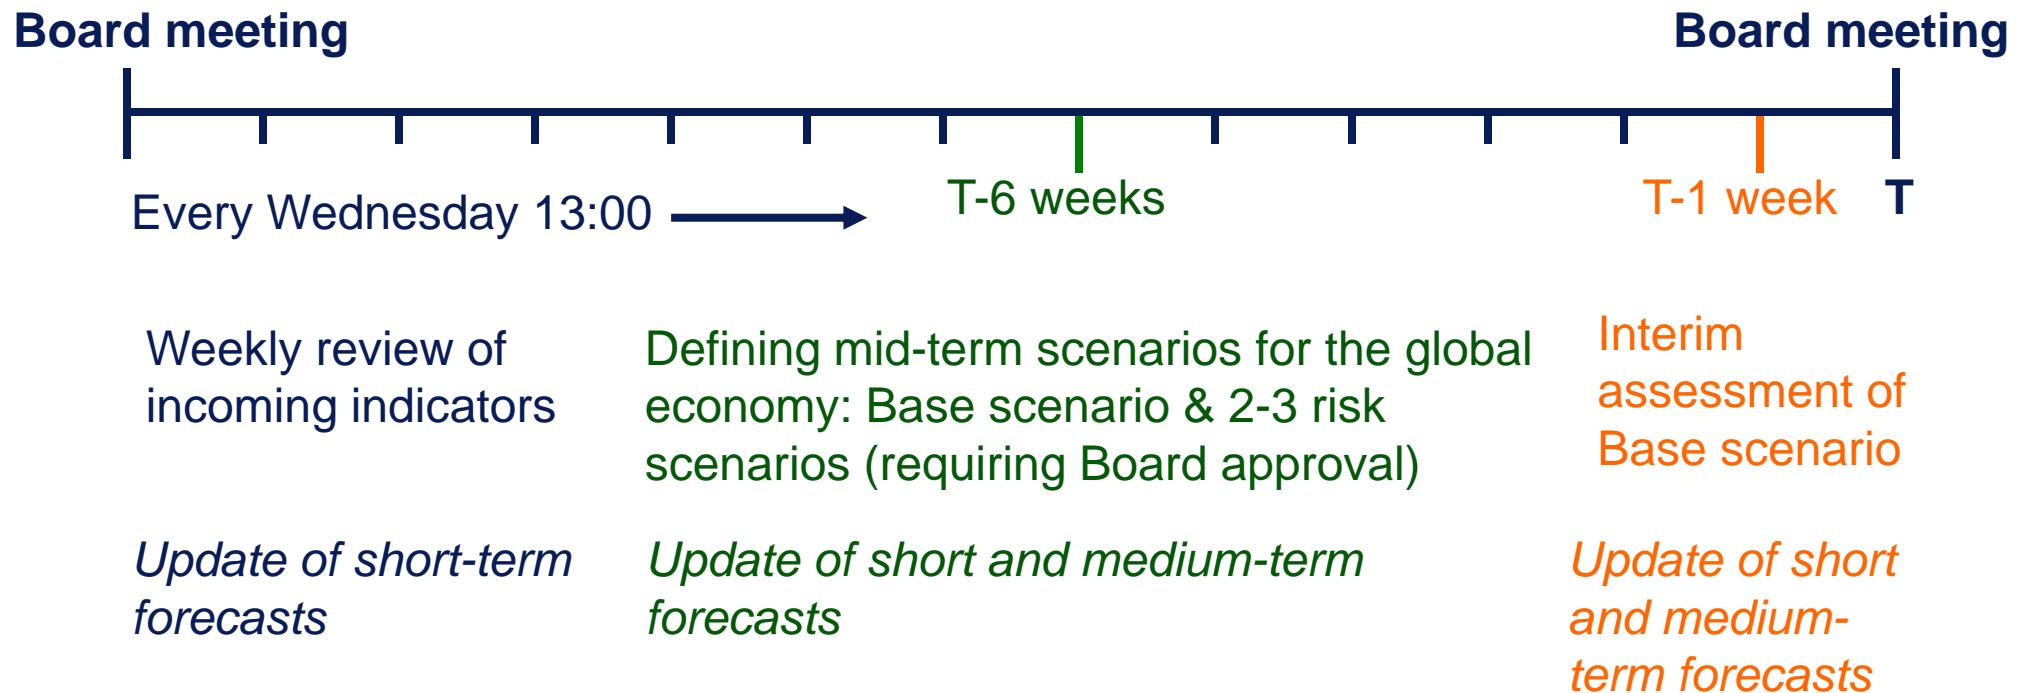 Board meeting
Board meeting
Every Wednesday 13:00
T-6 weeks
T-1 week
T
Weekly review of
incoming indicators
Defining mid-term scenarios for the global
economy: Base scenario & 2-3 risk
scenarios (requiring Board approval)
Interim
assessment of
Base scenario
Update of short-term
forecasts
Update of short and medium-term
forecasts
Update of short
and medium-
term forecasts